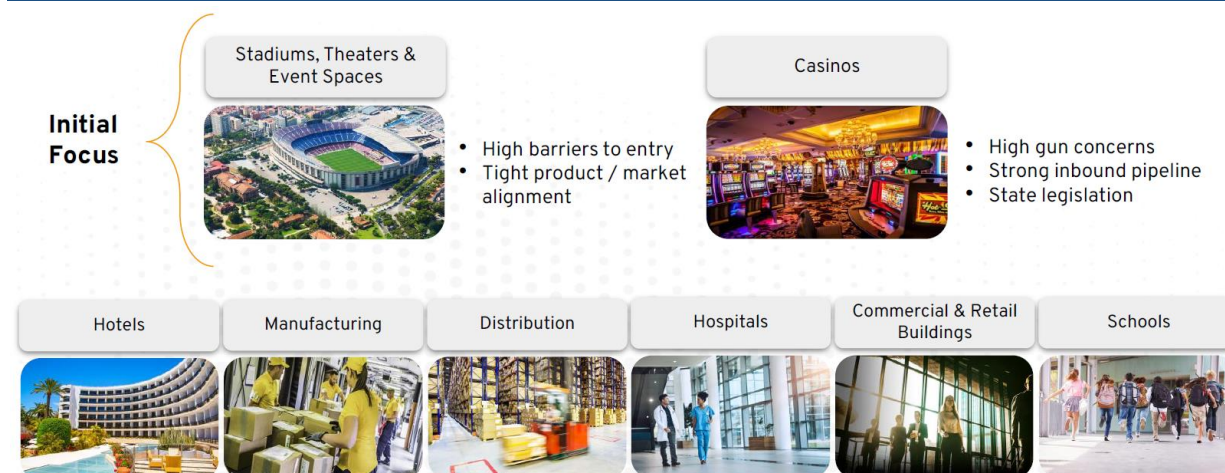 Initial
Focus
Stadiums, Theaters &
Event Spaces
• High barriers to entry
• Tight product / market
alignment
Casinos
• High gun concerns
• Strong inbound pipeline
• State legislation
Hotels
Manufacturing
Distribution
Hospitals
Commercial & Retail
Buildings
Schools